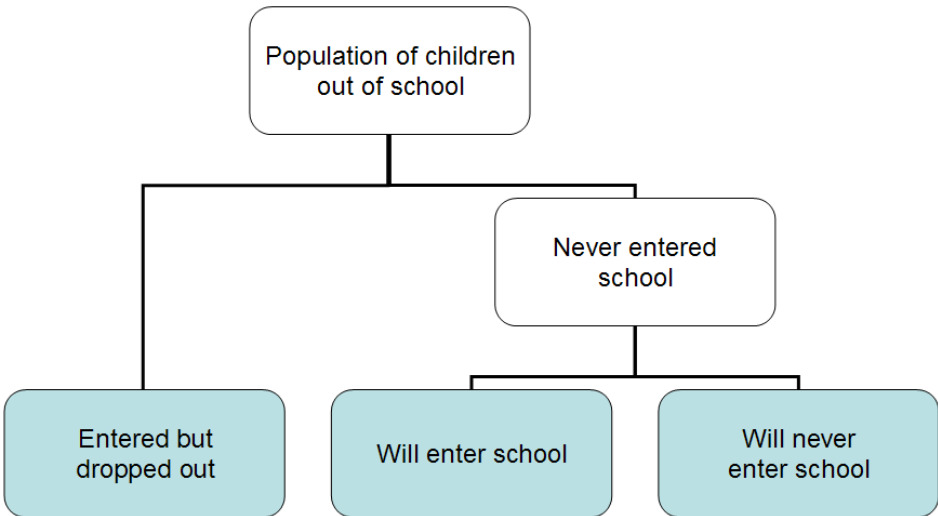 Population of children
out of school
Never entered
school
Entered but
dropped out
Will enter school
Will never
enter school